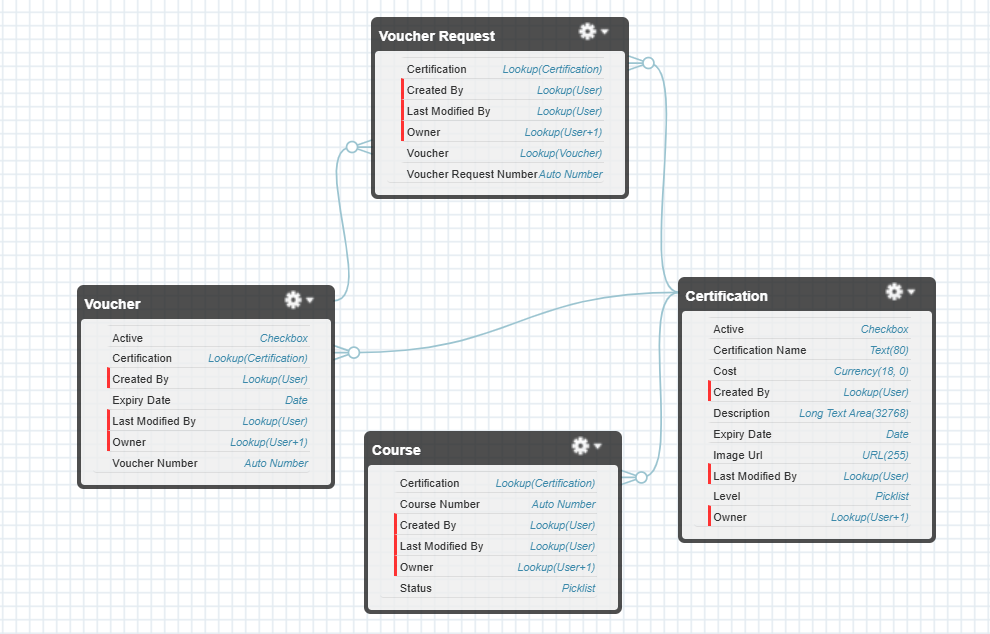 Voucher Request
Certification Lookup(Certification)
Created By Lookup(User)
Last Modified By Lookup(User)
Owner Lookup(User+1)
Voucher Lookup(Voucher)
Voucher Request Number Auto Number
Voucher
Active Checkbox
Certification Lookup(Certification)
Created By Lookup(User)
Expiry Date Date
Last Modified By Lookup(User)
Owner Lookup(User+1)
Voucher Number Auto Number
Certification
Active Checkbox
Certification Name Text(80)
Cost Currency(18, 0)
Created By Lookup(User)
Description Long Text Area(32768)
Expiry Date Date
Image Url URL(255)
Last Modified By Lookup(User)
Level Picklist
Owner Lookup(User+1)
Course
Certification Lookup(Certification)
Course Number Auto Number
Created By Lookup(User)
Last Modified By Lookup(User)
Owner Lookup(User+1)
Status Picklist